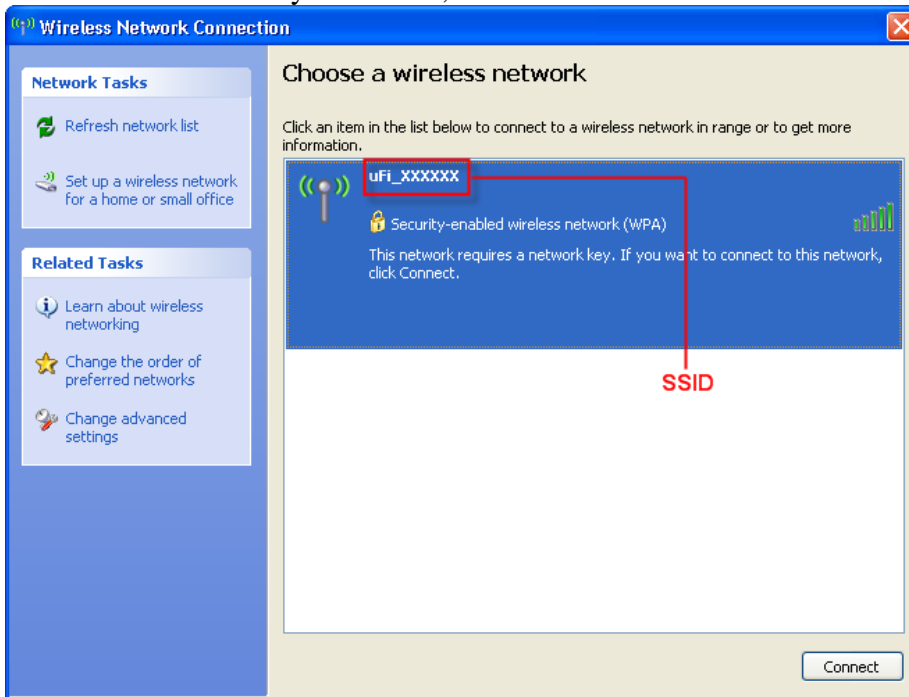 Wireless Network Connection
Network Tasks
Refresh network list
Set up a wireless network
for a home or small office
Related Tasks
Learn about wireless
networking
Change the order of
preferred networks
Change advanced
settings
Choose a wireless network
Click an item in the list below to connect to a wireless network in range or to get more
information.
uFi_XXXXXX
Security-enabled wireless network (WPA)
This network requires a network key. If you want to connect to this network,
click Connect.
SSID
Connect